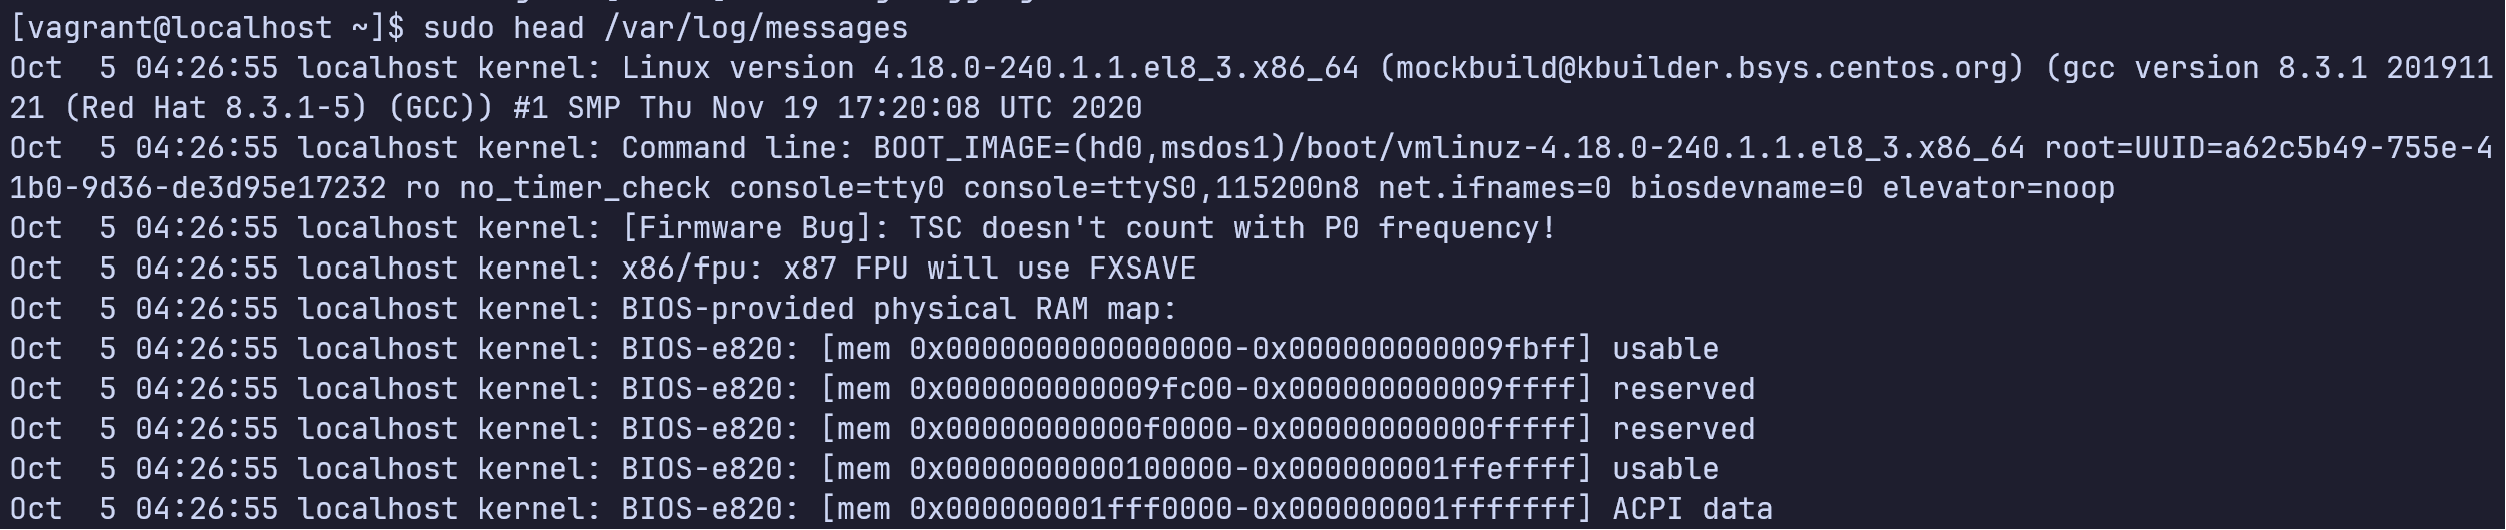 [vagrant@localhost ~]$ sudo head /var/log/messages
Oct  5 04:26:55 localhost kernel: Linux version 4.18.0-240.1.1.el8_3.x86_64 (mockbuild@kbuilder.bsys.centos.org) (gcc version 8.3.1 201911
21 (Red Hat 8.3.1-5) (GCC)) #1 SMP Thu Nov 19 17:20:08 UTC 2020
Oct  5 04:26:55 localhost kernel: Command line: BOOT_IMAGE=(hd0,msdos1)/boot/vmlinuz-4.18.0-240.1.1.el8_3.x86_64 root=UUID=a62c5b49-755e-4
1b0-9d36-de3d95e17232 ro no_timer_check console=tty0 console=ttyS0,115200n8 net.ifnames=0 biosdevname=0 elevator=noop
Oct  5 04:26:55 localhost kernel: [Firmware Bug]: TSC doesn't count with P0 frequency!
Oct  5 04:26:55 localhost kernel: x86/fpu: x87 FPU will use FXSAVE
Oct  5 04:26:55 localhost kernel: BIOS-provided physical RAM map:
Oct  5 04:26:55 localhost kernel: BIOS-e820: [mem 0x0000000000000000-0x000000000009fbff] usable
Oct  5 04:26:55 localhost kernel: BIOS-e820: [mem 0x000000000009fc00-0x000000000009ffff] reserved
Oct  5 04:26:55 localhost kernel: BIOS-e820: [mem 0x00000000000f0000-0x00000000000fffff] reserved
Oct  5 04:26:55 localhost kernel: BIOS-e820: [mem 0x0000000000100000-0x000000001ffeffff] usable
Oct  5 04:26:55 localhost kernel: BIOS-e820: [mem 0x000000001fff0000-0x000000001fffffff] ACPI data